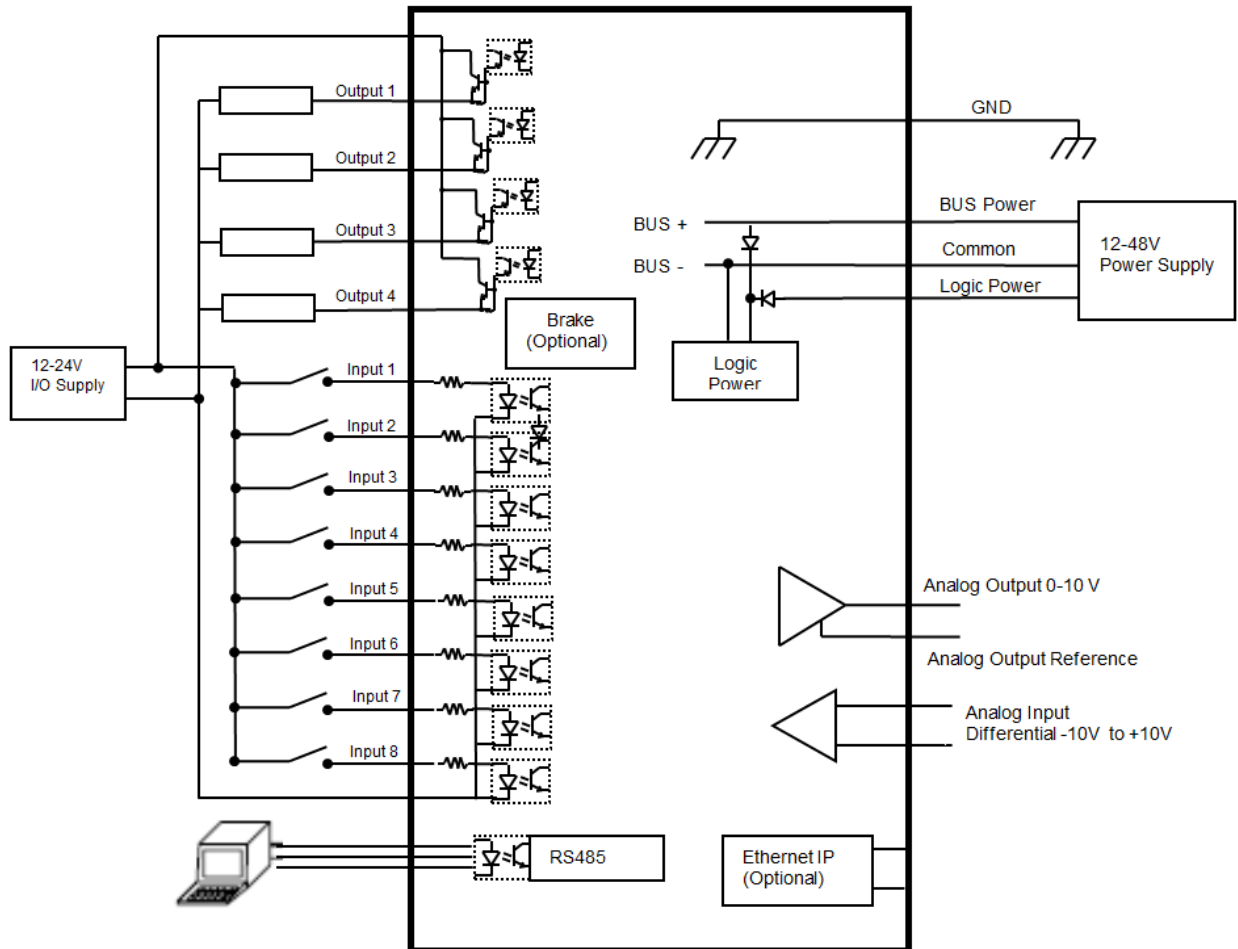 Output 1
Output 2
Output 3
Output 4
12-24V
I/O Supply
Input 1
Input 2
Input 3
Input 4
Input 5
Input 6
Input 7
Input 8
Brake
(Optional)
RS485
GND
BUS +
BUS -
BUS Power
Common
Logic Power
12-48V
Power Supply
Logic
Power
Analog Output 0-10 V
Analog Output Reference
Analog Input
Differential -10V to +10V
Ethernet IP
(Optional)